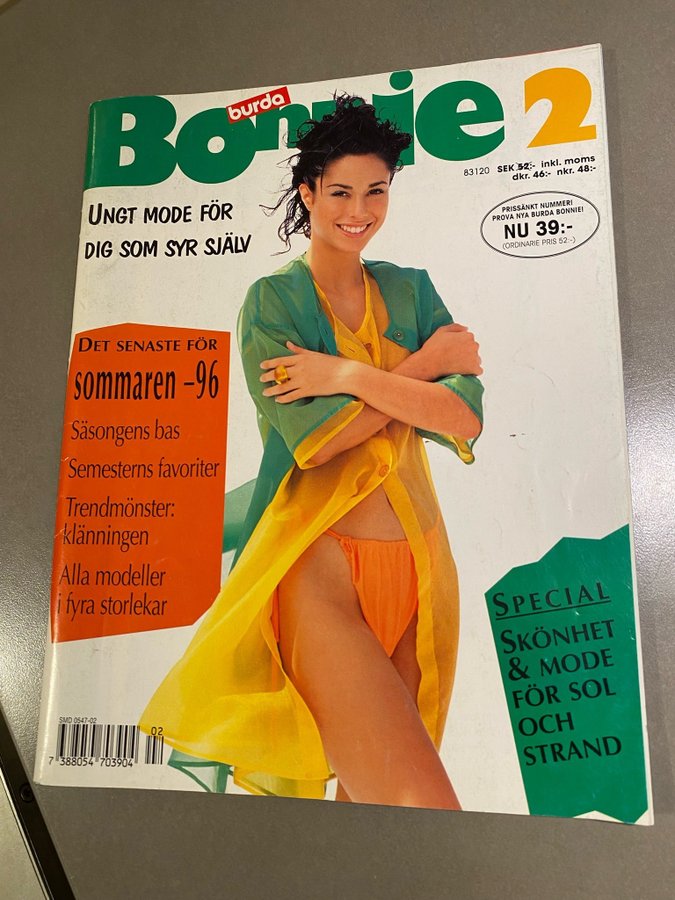 burda
Bonnie 2
83120 SEK 52:- inkl. moms
dkr. 46:- nkr. 48:-
UNGT MODE FÖR
DIG SOM SYR SJÄLV
PRISSÄNKT NUMMER!
PROVA NYA BURDA BONNIE!
NU 39:-
(ORDINARIE PRIS 52:-)
DET SENASTE FÖR
sommaren –96
Säsongens bas
Semesterns favoriter
Trendmönster:
klänningen
Alla modeller
i fyra storlekar
SPECIAL
SKÖNHET
& MODE
FÖR SOL
OCH
STRAND
SMD 0547-02
02
7 388054 703904